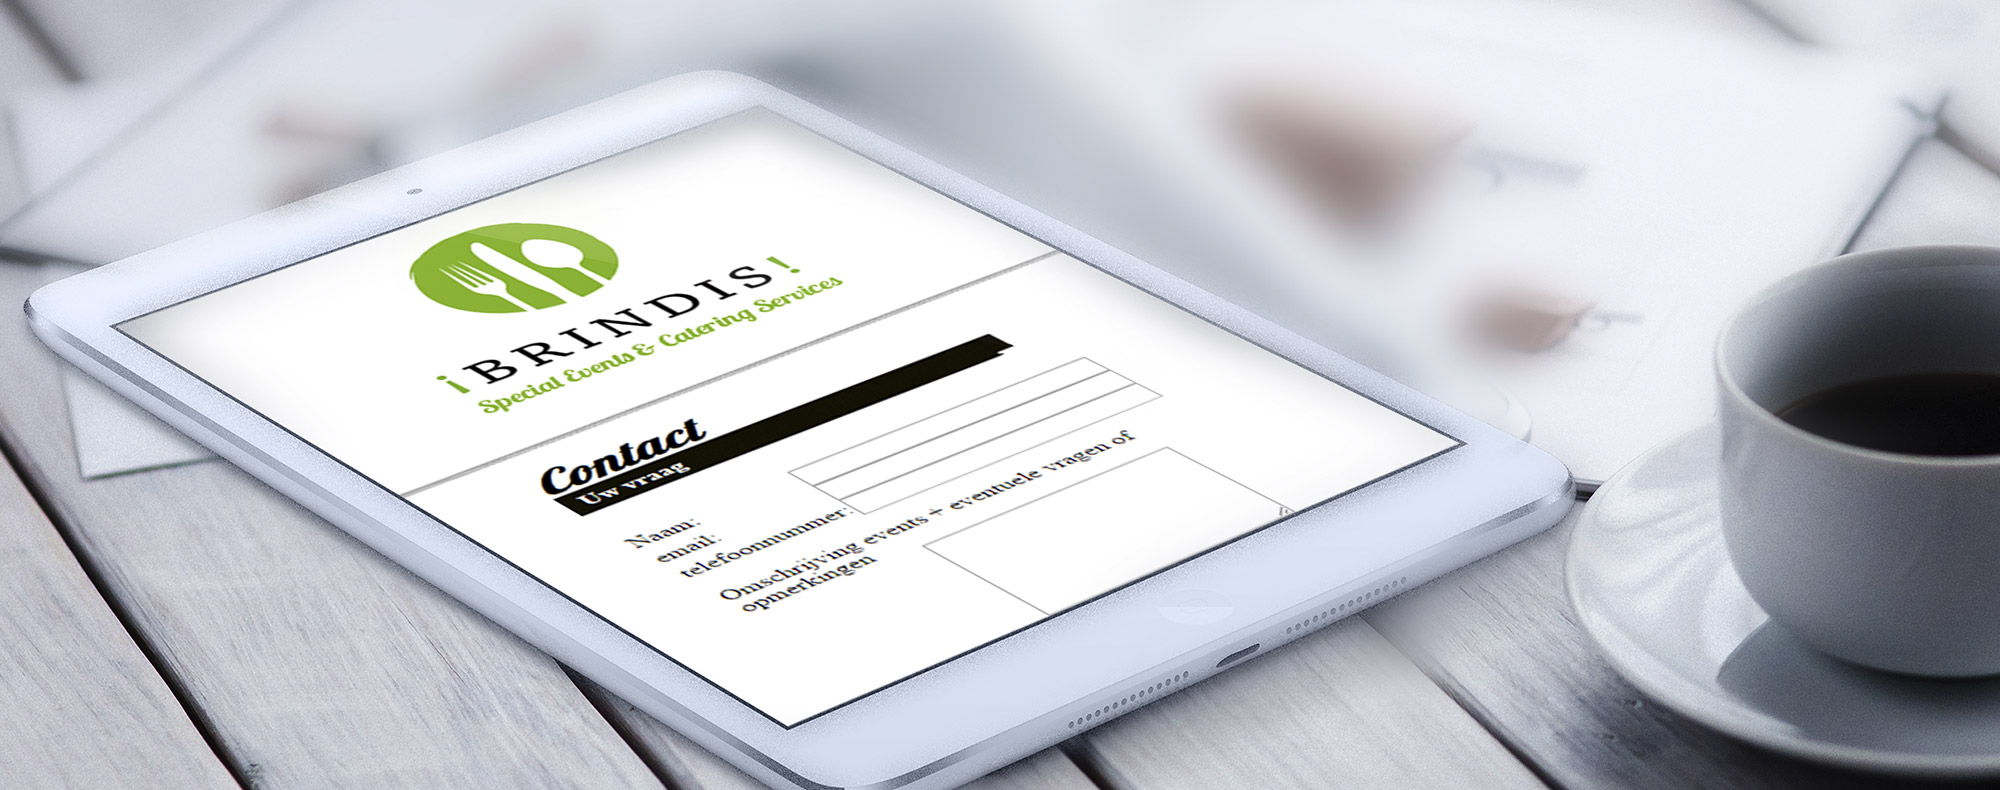 ¡BRINDIS!
Special Events & Catering Services
Contact
Uw vraag
Naam:
email:
telefoonnummer:
Omschrijving events + eventuele vragen of
opmerkingen